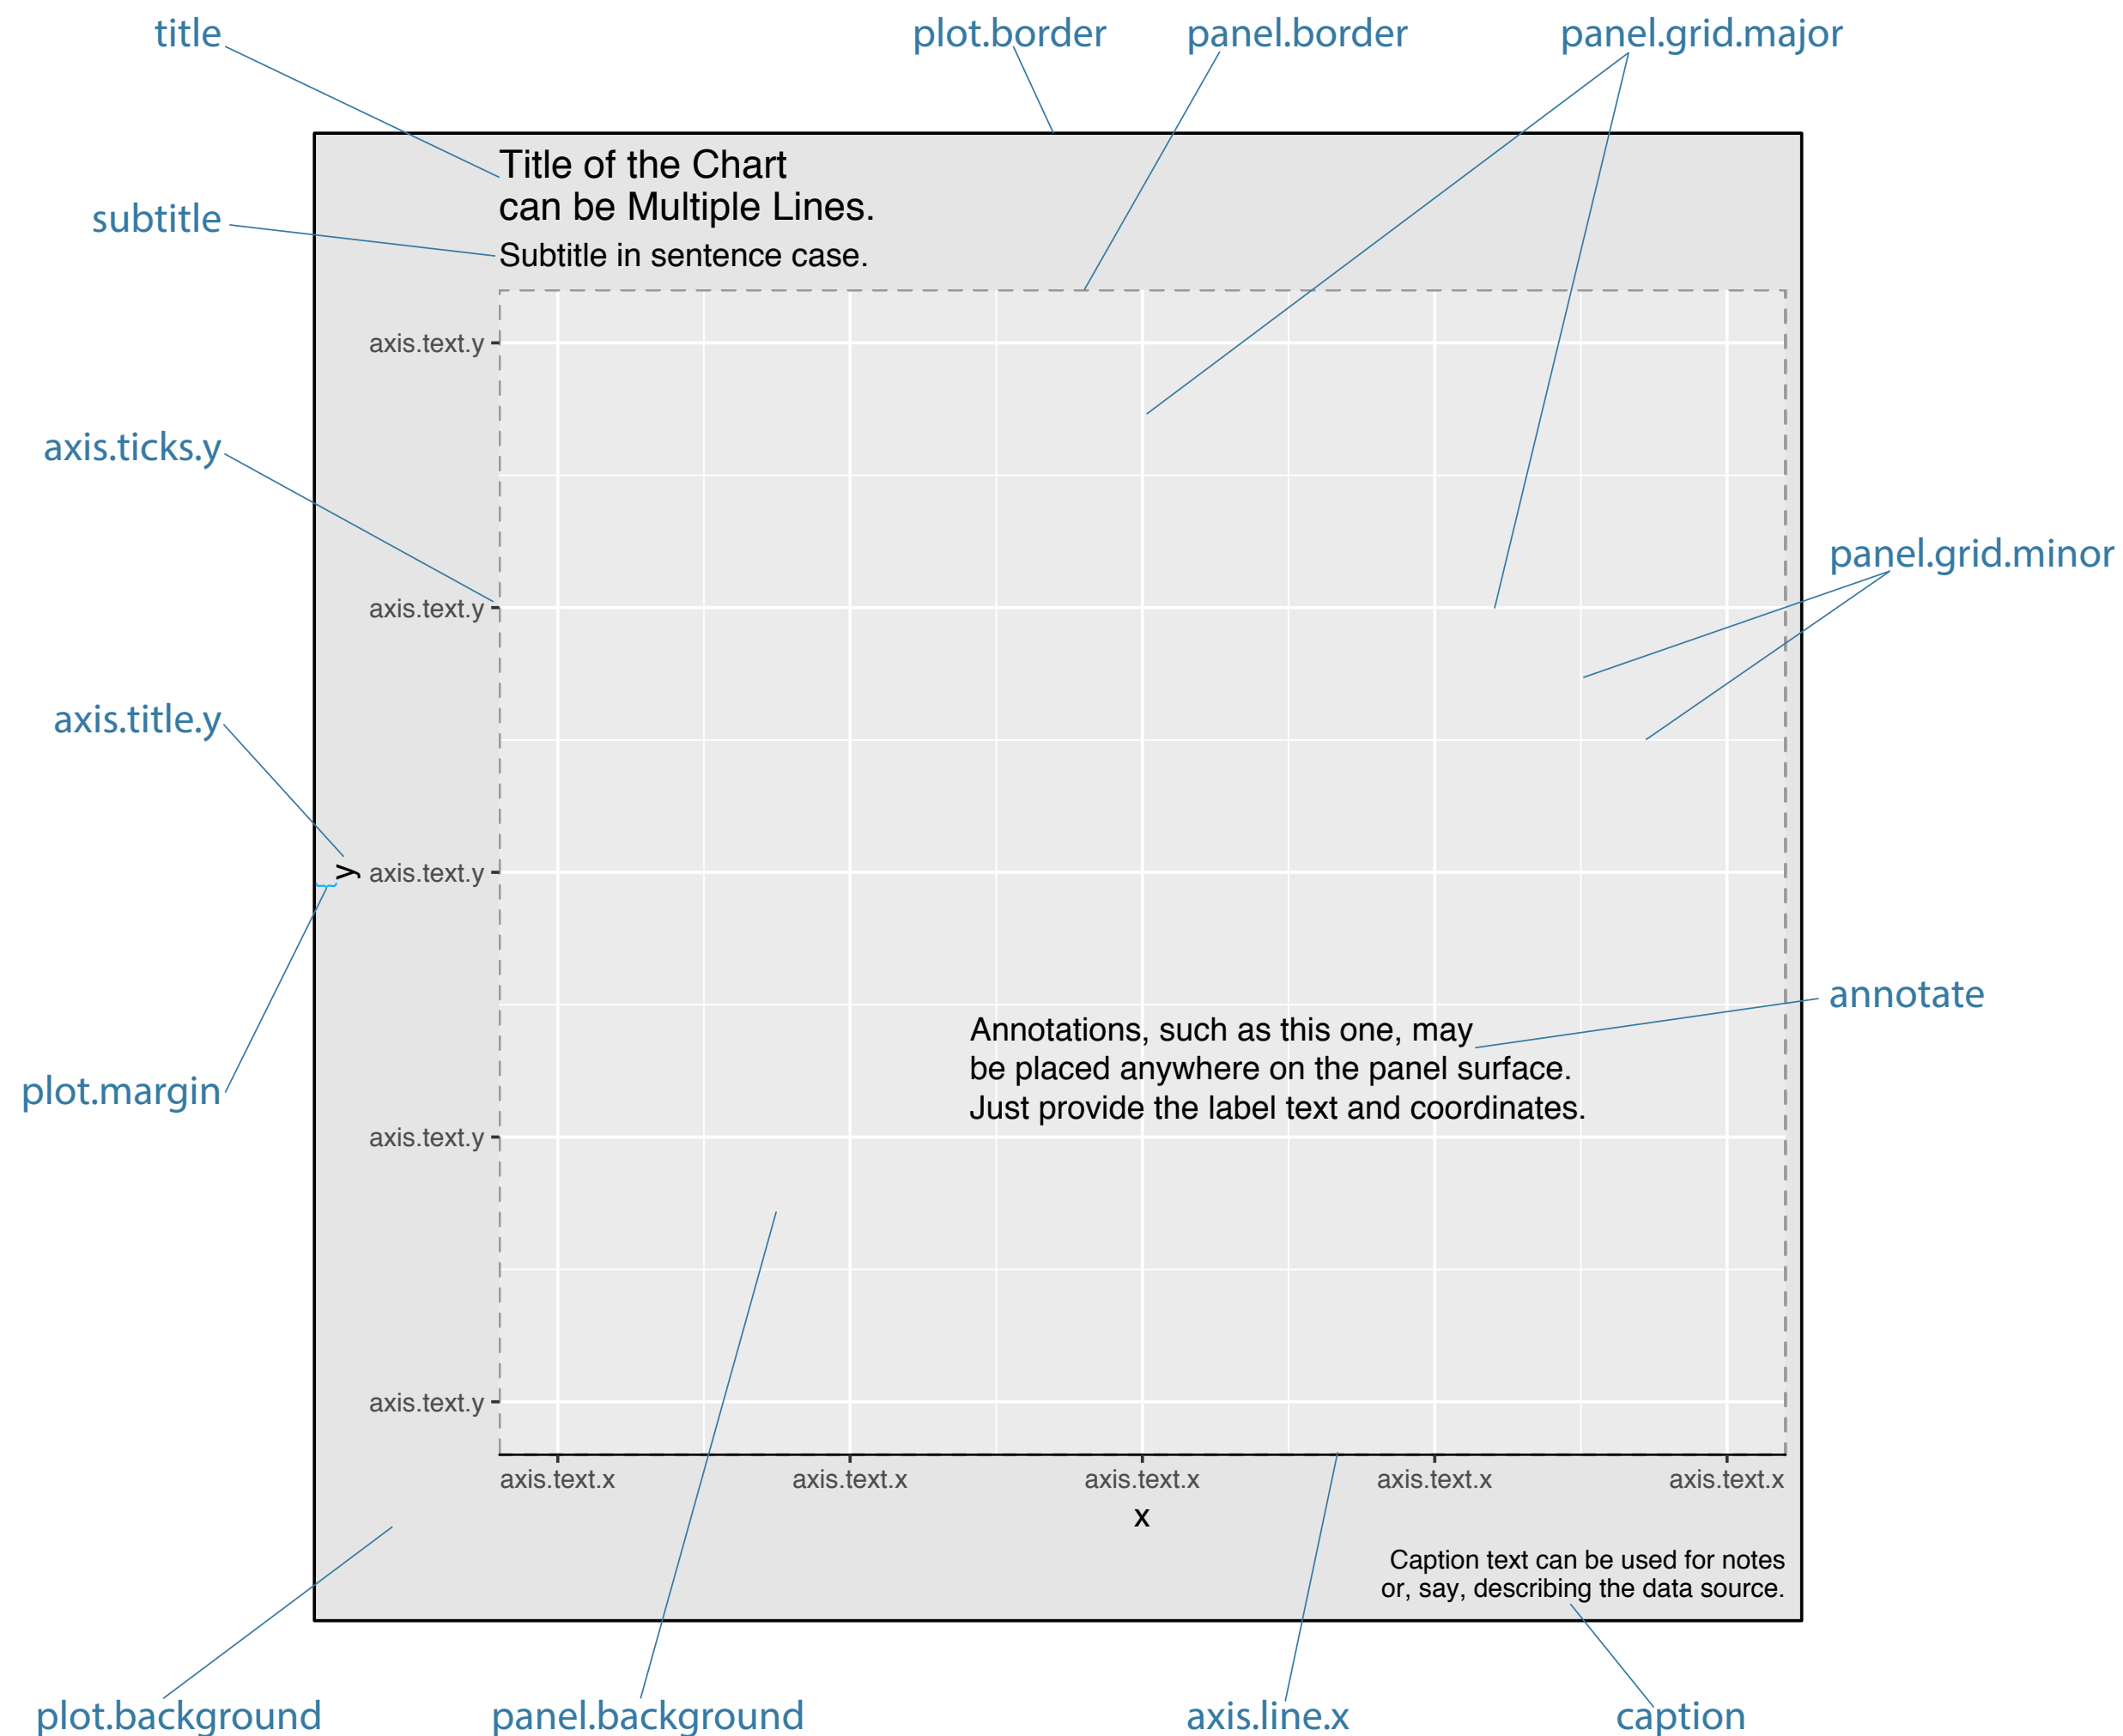 title
plot.border
panel.border
panel.grid.major
Title of the Chart
can be Multiple Lines.
subtitle
Subtitle in sentence case.
axis.text.y
axis.ticks.y
panel.grid.minor
axis.text.y
axis.title.y
y
axis.text.y
annotate
Annotations, such as this one, may
be placed anywhere on the panel surface.
Just provide the label text and coordinates.
plot.margin
axis.text.y
axis.text.y
axis.text.x
axis.text.x
axis.text.x
axis.text.x
axis.text.x
x
Caption text can be used for notes
or, say, describing the data source.
plot.background
panel.background
axis.line.x
caption